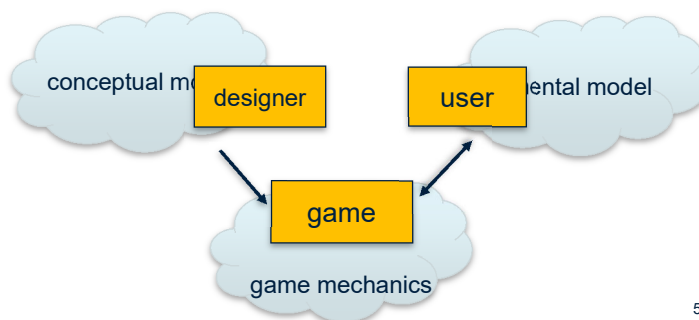 conceptual mo
designer
user
ental model
game
game mechanics
5